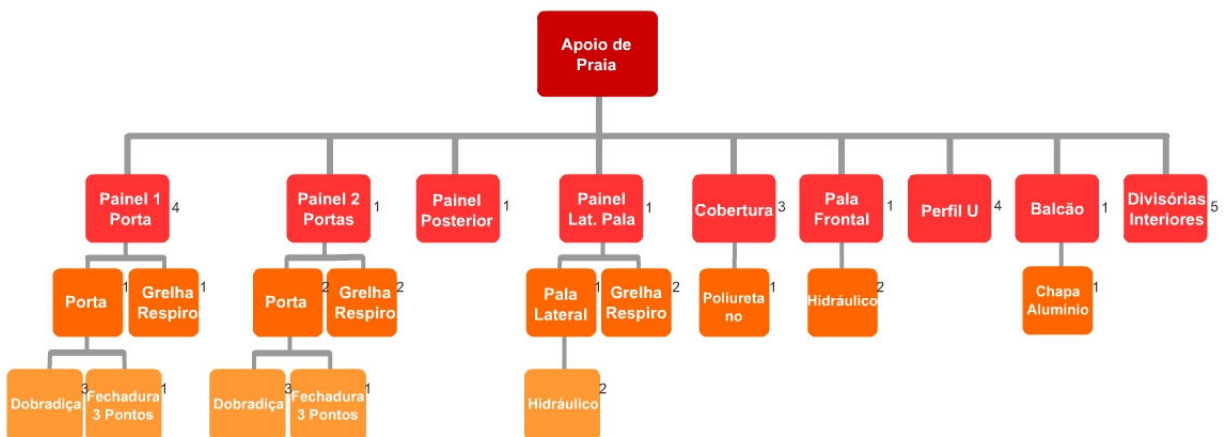 Apoio de
Praia
Painel 1
Porta
4
Painel 2
Portas
1
Painel
Posterior
1
Painel
Lat. Pala
1
Cobertura
3
Pala
Frontal
1
Perfil U
4
Balcão
1
Divisórias
Interiores
5
Porta
1
Grelha
Respiro
1
Porta
2
Grelha
Respiro
2
Pala
Lateral
1
Grelha
Respiro
2
Poliureta
no
1
Hidráulico
2
Chapa
Alumínio
1
Dobradiça
3
Fechadura
3 Pontos
1
Dobradiça
3
Fechadura
3 Pontos
1
Hidráulico
2